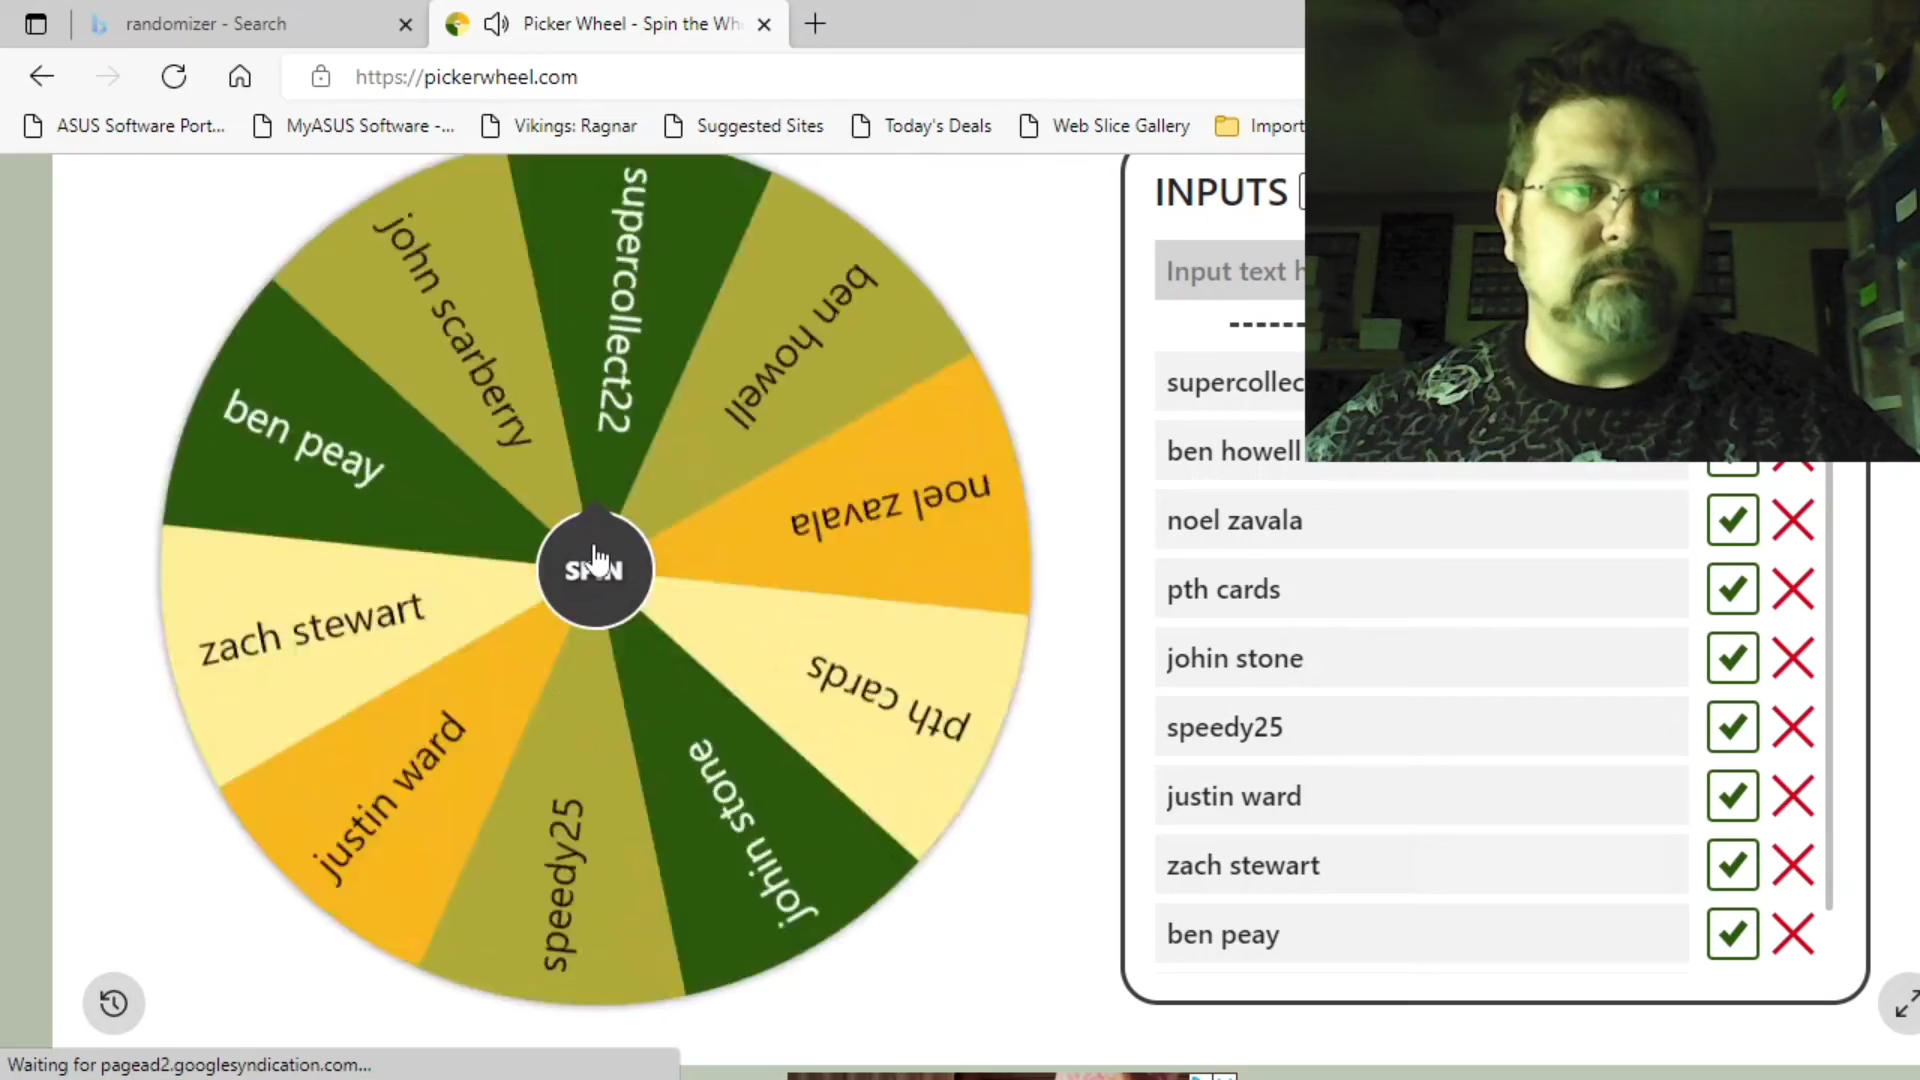 randomizer - Search
Picker Wheel - Spin the Wh
https://pickerwheel.com
ASUS Software Port...
MyASUS Software -...
Vikings: Ragnar
Suggested Sites
Today's Deals
Web Slice Gallery
Import
supercollect22
ben howell
noel zavala
pth cards
johin stone
speedy25
justin ward
zach stewart
ben peay
john scarberry
SPIN
INPUTS
Input text h
supercollec
ben howell
noel zavala
pth cards
johin stone
speedy25
justin ward
zach stewart
ben peay
Waiting for pagead2.googlesyndication.com...